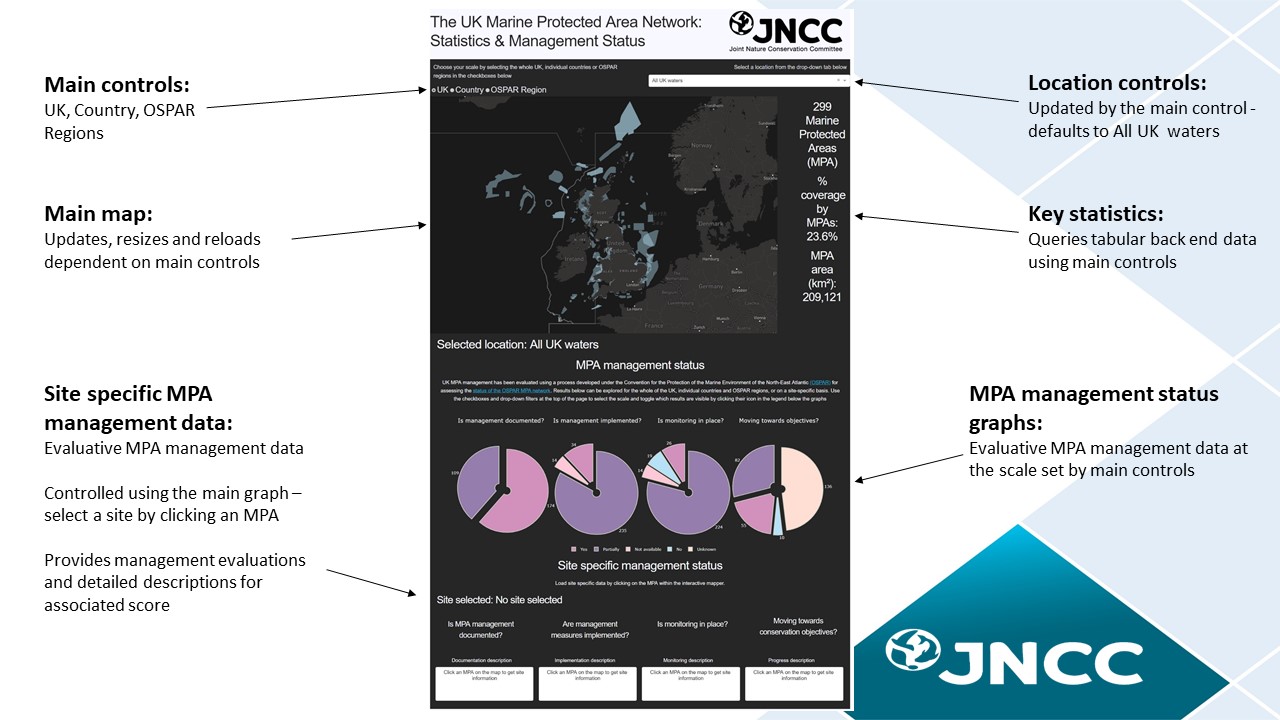 The UK Marine Protected Area Network:
Statistics & Management Status
JNCC
Joint Nature Conservation Committee
Main controls:
UK, Country, OSPAR
Regions
Main map:
Updates, resizes and reloads
dependent on main controls
Site specific MPA
management data:
Evaluative MPA management data
Controlled using the main graph –
select a site by clicking an MPA
Provides management evaluations
and detailed descriptions for
associated score
Choose your scale by selecting the whole UK, individual countries or OSPAR
regions in the checkboxes below
Select a location from the drop-down tab below
All UK waters
UK Country OSPAR Region
299
Marine
Protected
Areas
(MPA)
%
coverage
by
MPAs:
23.6%
MPA
area
(km²):
209,121
Norway
Denmark
Ireland
United
Kingdom
London
Hamburg
Berlin
Germany
France
Selected location: All UK waters
MPA management status
UK MPA management has been evaluated using a process developed under the Convention for the Protection of the Marine Environment of the North-East Atlantic (OSPAR) for
assessing the status of the OSPAR MPA network. Results below can be explored for the whole of the UK, individual countries and OSPAR regions, or on a site-specific basis. Use
the checkboxes and drop-down filters at the top of the page to select the scale and toggle which results are visible by clicking their icon in the legend below the graphs
Is management documented? Is management implemented? Is monitoring in place? Moving towards objectives?
109
174
34
235
26
19
14
224
82
55
10
136
Yes Partially Not available No Unknown
Site specific management status
Load site specific data by clicking on the MPA within the interactive mapper.
Site selected: No site selected
Is MPA management
documented?
Are management
measures implemented?
Is monitoring in place?
Moving towards
conservation objectives?
Documentation description
Implementation description
Monitoring description
Progress description
Click an MPA on the map to get site
information
Click an MPA on the map to get site
information
Click an MPA on the map to get site
information
Click an MPA on the map to get site
information
Location controls:
Updated by the main control -
defaults to All UK waters
Key statistics:
Queries tabular back end data
using main controls
MPA management status
graphs:
Evaluative MPA management data at
the scale set by main controls
JNCC